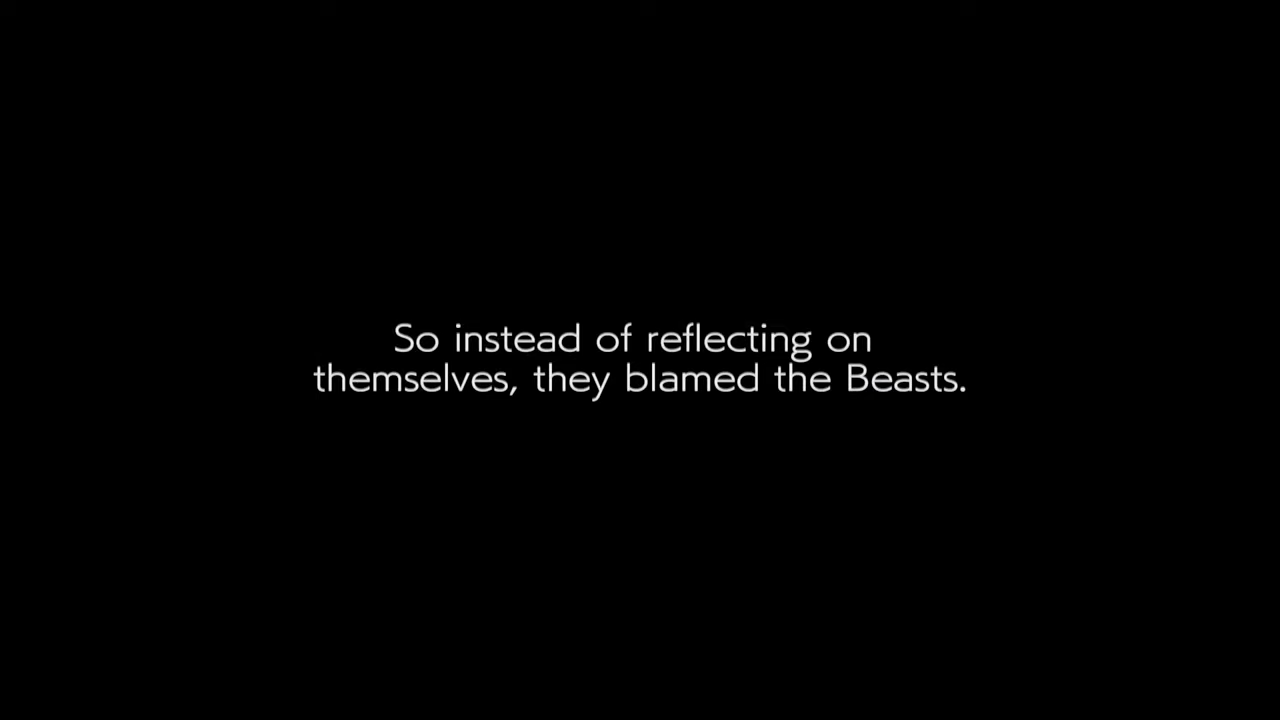 So instead of reflecting on
themselves, they blamed the Beasts.